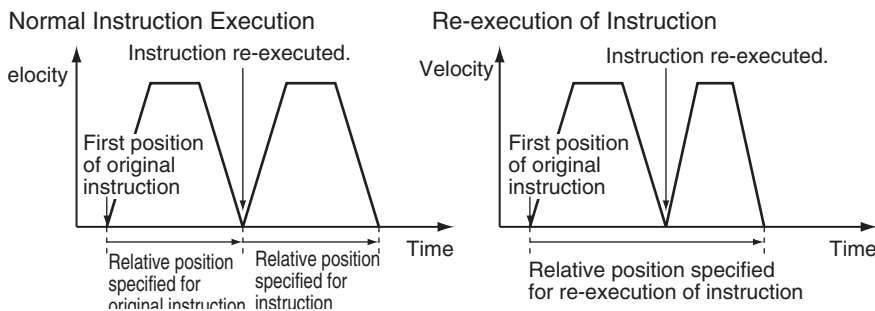 Normal Instruction Execution
Instruction re-executed.
elocity
First position
of original
instruction
Time
Relative position
specified for
original instruction
Relative position
specified for
instruction
Re-execution of Instruction
Instruction re-executed.
Velocity
First position
of original
instruction
Time
Relative position specified
for re-execution of instruction